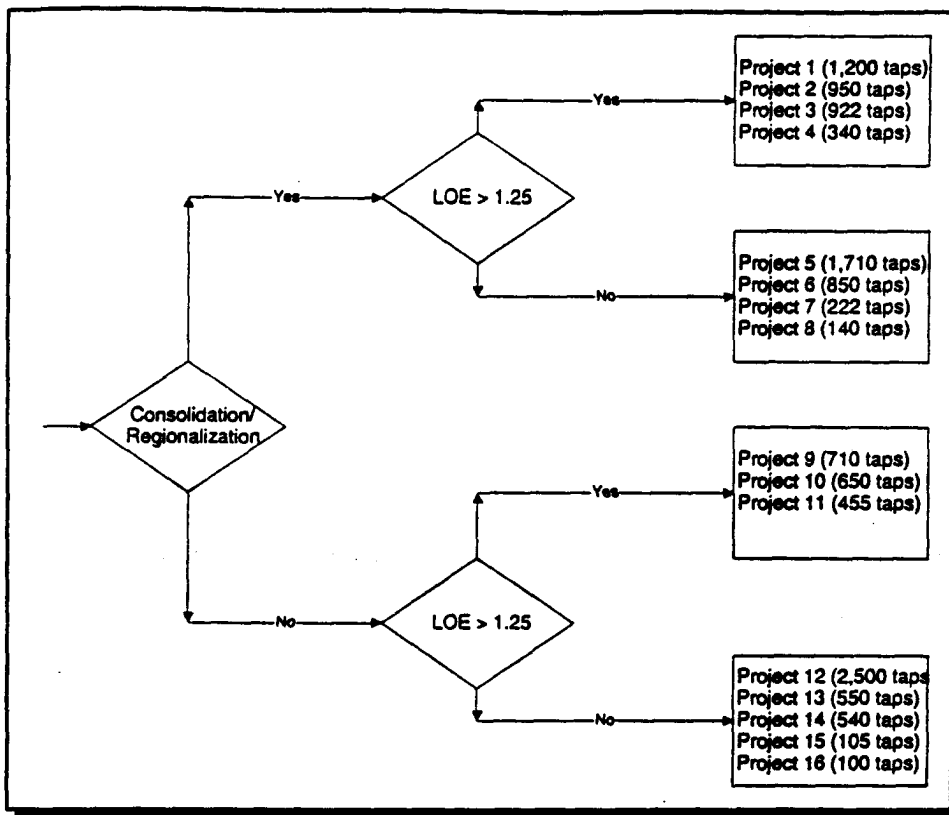 Project 1 (1,200 taps)
Project 2 (950 taps)
Project 3 (922 taps)
Project 4 (340 taps)
Yes
LOE > 1.25
Yes
Project 5 (1,710 taps)
Project 6 (850 taps)
Project 7 (222 taps)
Project 8 (140 taps)
No
Consolidation/
Regionalization
Project 9 (710 taps)
Project 10 (650 taps)
Project 11 (455 taps)
Yes
LOE > 1.25
No
Project 12 (2,500 taps
Project 13 (550 taps)
Project 14 (540 taps)
Project 15 (105 taps)
Project 16 (100 taps)
No